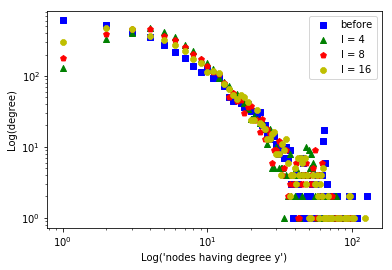 before
l = 4
l = 8
l = 16
Log(degree)
10²
10¹
10⁰
10⁰
10¹
10²
Log('nodes having degree y')